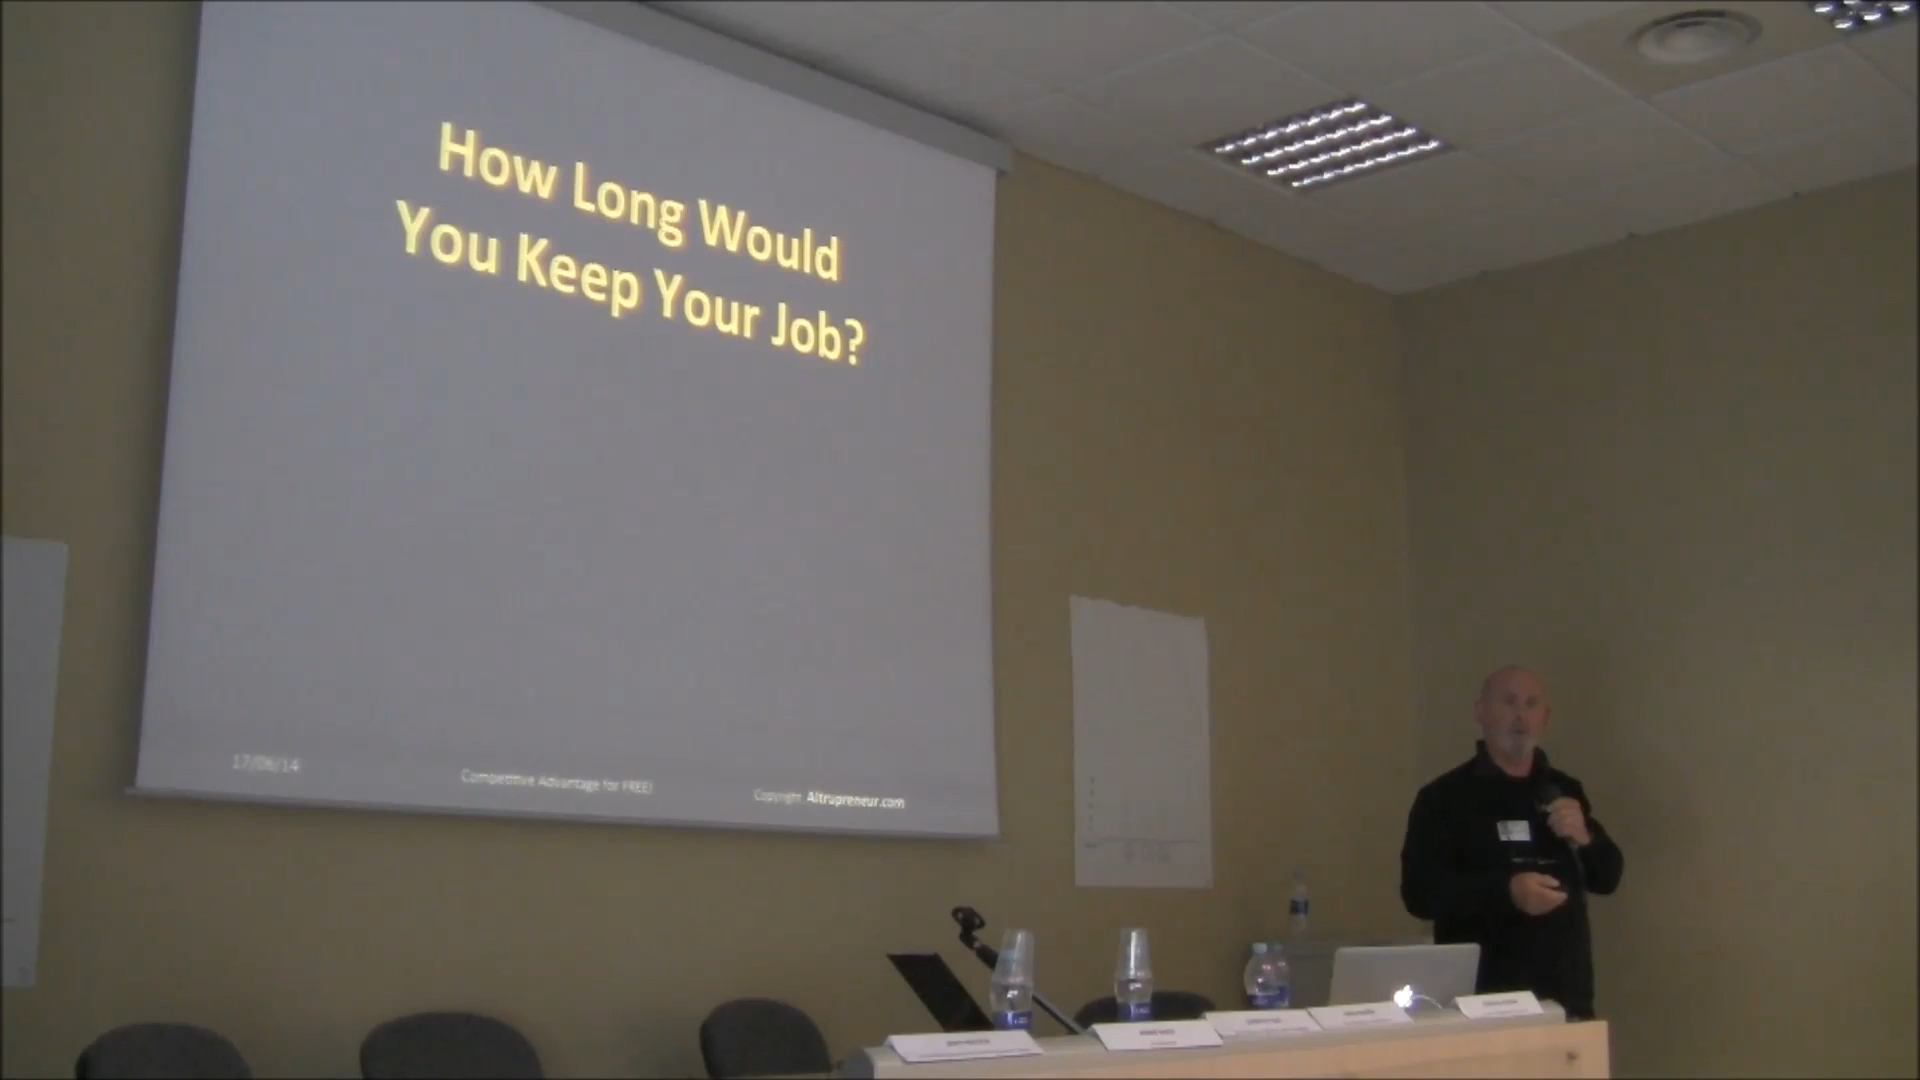 How Long Would
You Keep Your Job?
17/06/14
Competitive Advantage for FREE!
Copyright Altrupreneur.com